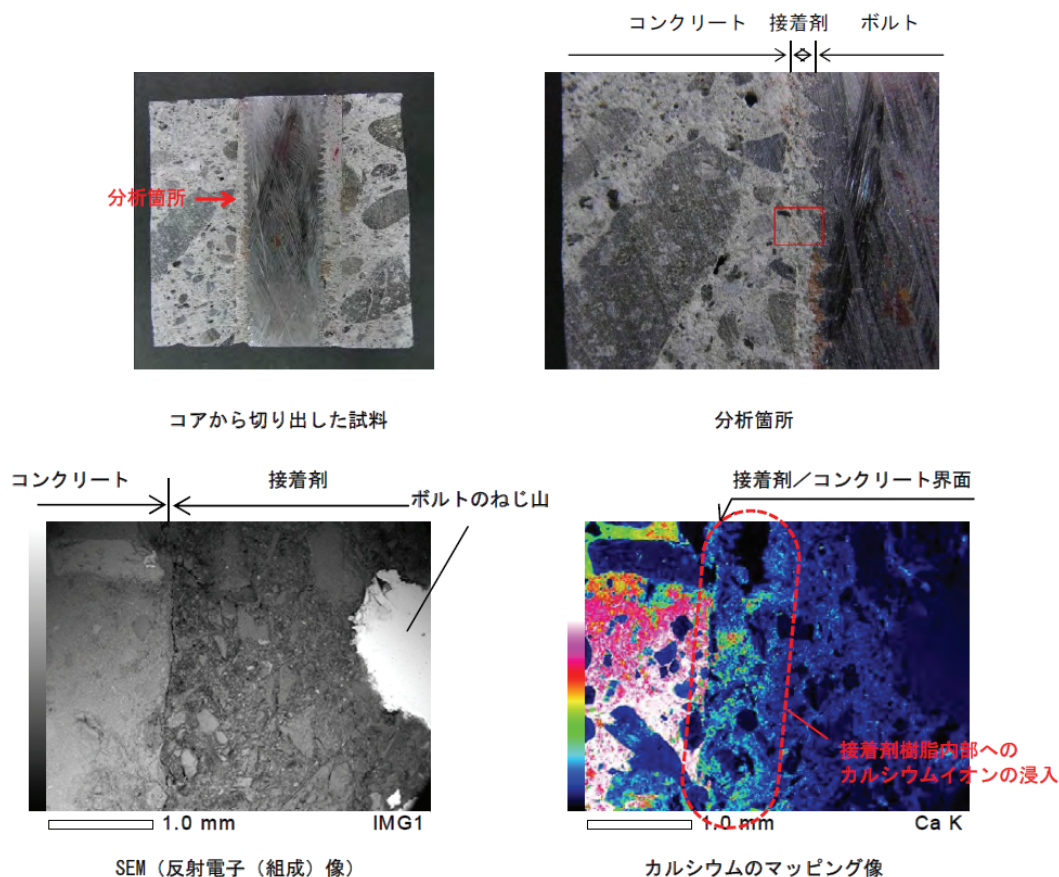 コンクリート 接着剤 ボルト
分析箇所
コアから切り出した試料
分析箇所
コンクリート 接着剤
ボルトのねじ山
接着剤／コンクリート界面
接着剤樹脂内部への
カルシウムイオンの浸入
1.0 mm IMG1
1.0 mm Ca K
SEM（反射電子（組成）像）
カルシウムのマッピング像